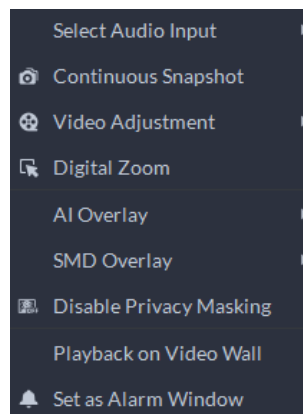 Select Audio Input
Continuous Snapshot
Video Adjustment
Digital Zoom
AI Overlay
SMD Overlay
Disable Privacy Masking
Playback on Video Wall
Set as Alarm Window